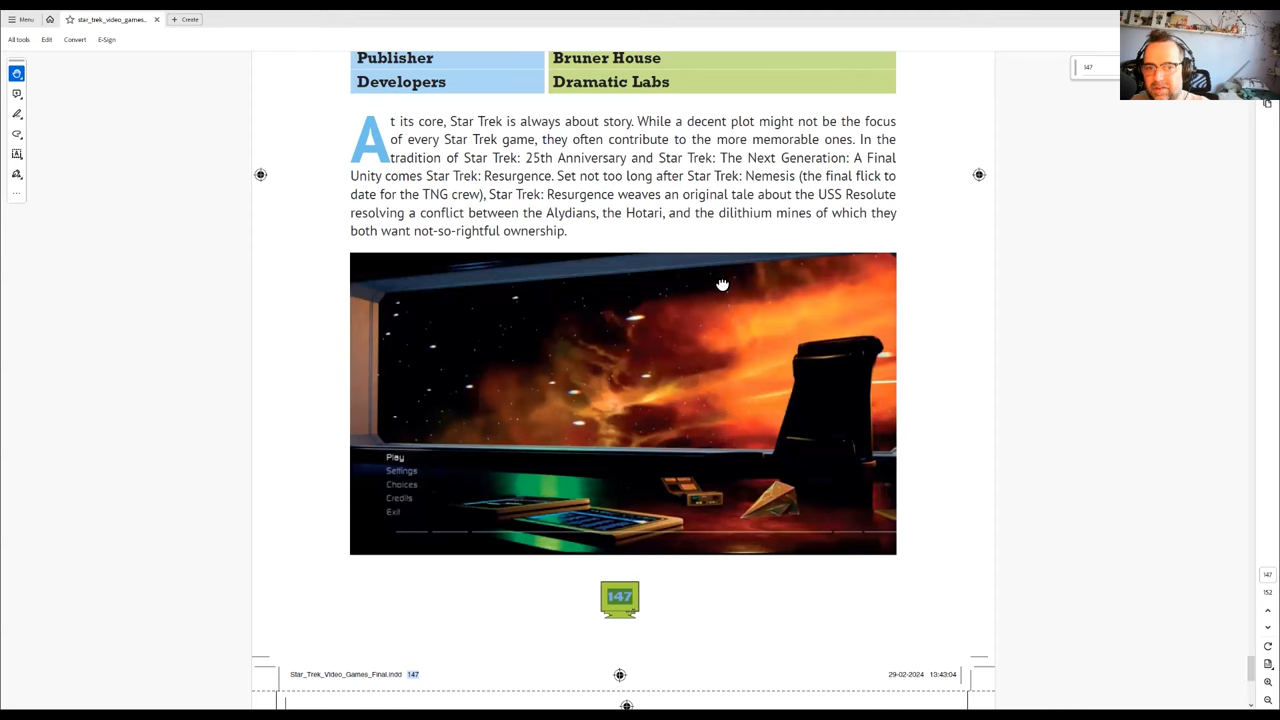 Menu
star_trek_video_games...
Create
All tools
Edit
Convert
E-Sign
147
Publisher
Bruner House
Developers
Dramatic Labs
At its core, Star Trek is always about story. While a decent plot might not be the focus
of every Star Trek game, they often contribute to the more memorable ones. In the
tradition of Star Trek: 25th Anniversary and Star Trek: The Next Generation: A Final
Unity comes Star Trek: Resurgence. Set not too long after Star Trek: Nemesis (the final flick to
date for the TNG crew), Star Trek: Resurgence weaves an original tale about the USS Resolute
resolving a conflict between the Alydians, the Hotari, and the dilithium mines of which they
both want not-so-rightful ownership.
Play
Settings
Choices
Credits
Exit
147
147
152
Star_Trek_Video_Games_Final.indd 147
29-02-2024 13:43:04